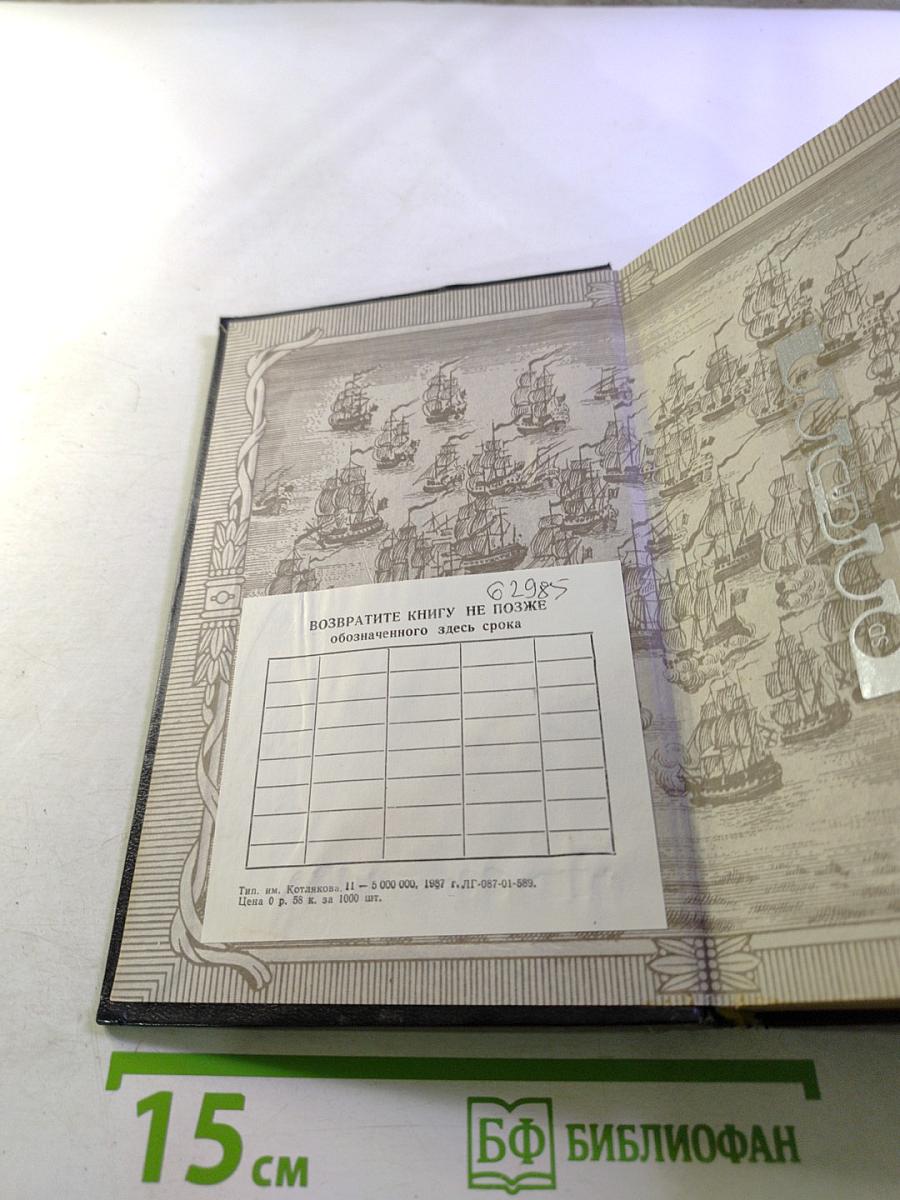 62985
ВОЗВРАТИТЕ КНИГУ НЕ ПОЗЖЕ
обозначенного здесь срока
Тип. им. Котлякова. 11 — 5 000 000, 1987 г. ЛГ-087-01-589.
Цена 0 р. 58 к. за 1000 шт.
15 см
БФ БИБЛИОФАН